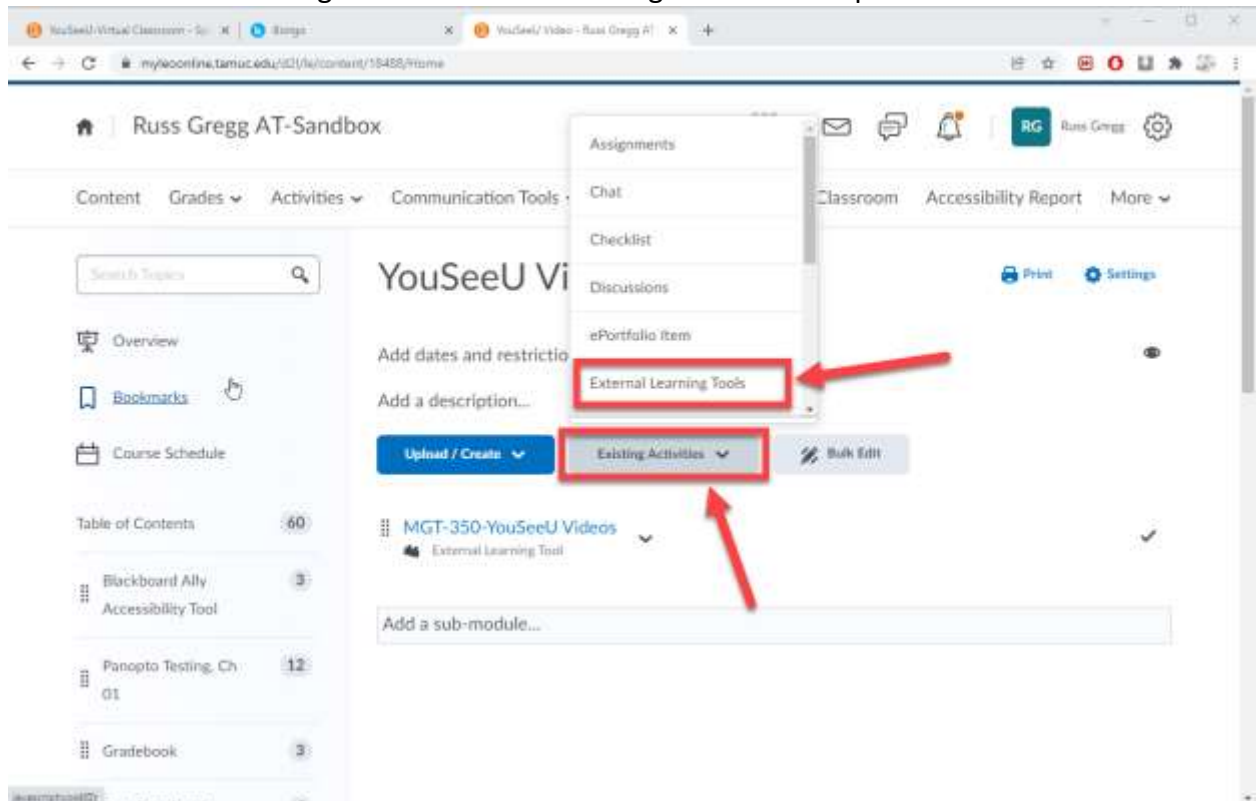 YouSeeU-Virtual Classroom - 
Bongo
YouSeeU Video - Russ Gregg AT
myleoonline.tamuc.edu/d2l/le/content/18488/Home
Russ Gregg AT-Sandbox
RG
Russ Gregg
Content
Grades
Activities
Communication Tools
Classroom
Accessibility Report
More
Assignments
Chat
Checklist
Discussions
ePortfolio Item
External Learning Tools
Search Topics
YouSeeU Vi
Print
Settings
Overview
Bookmarks
Course Schedule
Add dates and restrictio
Add a description...
Upload / Create
Existing Activities
Bulk Edit
Table of Contents
60
MGT-350-YouSeeU Videos
External Learning Tool
Blackboard Ally
Accessibility Tool
3
Add a sub-module...
Panopto Testing, Ch
01
12
Gradebook
3